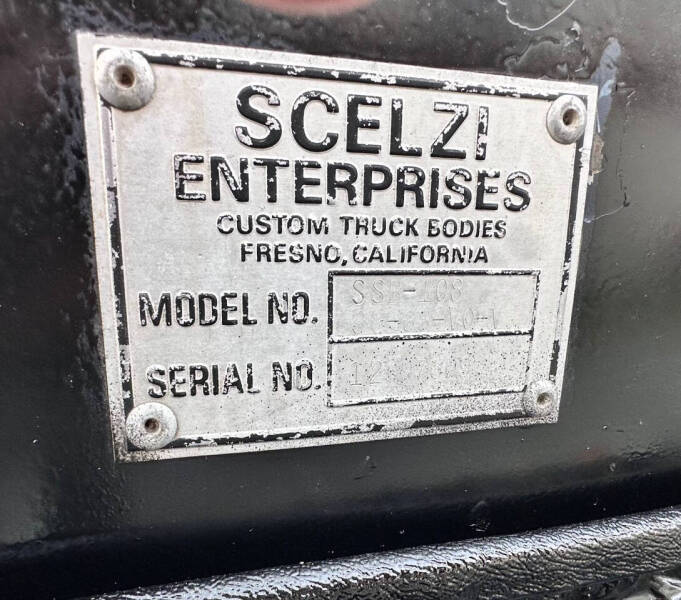 SCELZI
ENTERPRISES
CUSTOM TRUCK BODIES
FRESNO, CALIFORNIA
MODEL NO.
SERIAL NO.